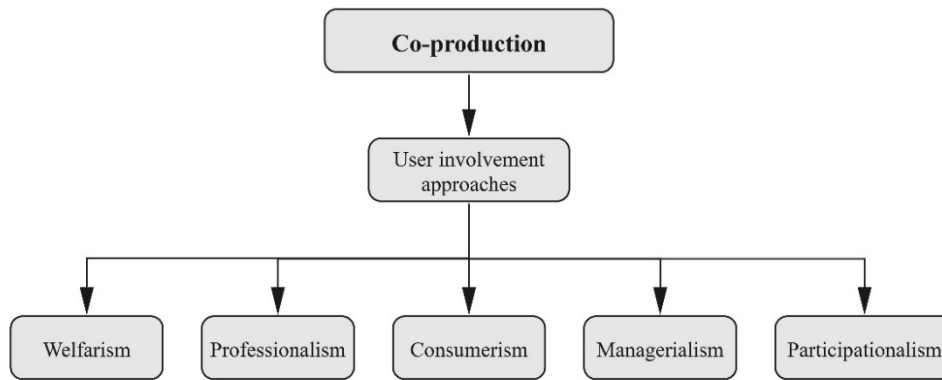 Co-production
User involvement
approaches
Welfarism
Professionalism
Consumerism
Managerialism
Participationalism